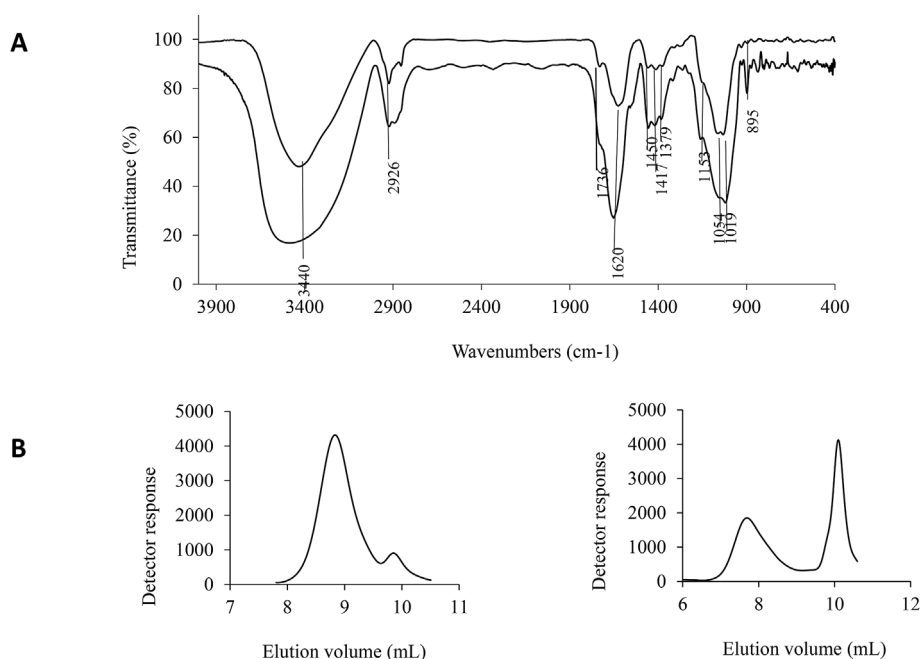 A
100
80
60
40
20
0
Transmittance (%)
3440
2926
1736
1620
1450
1417
1379
1153
1054
1019
895
3900 3400 2900 2400 1900 1400 900 400
Wavenumbers (cm-1)
B
5000
4000
3000
2000
1000
0
Detector response
7 8 9 10 11
Elution volume (mL)
5000
4000
3000
2000
1000
0
Detector response
6 8 10 12
Elution volume (mL)